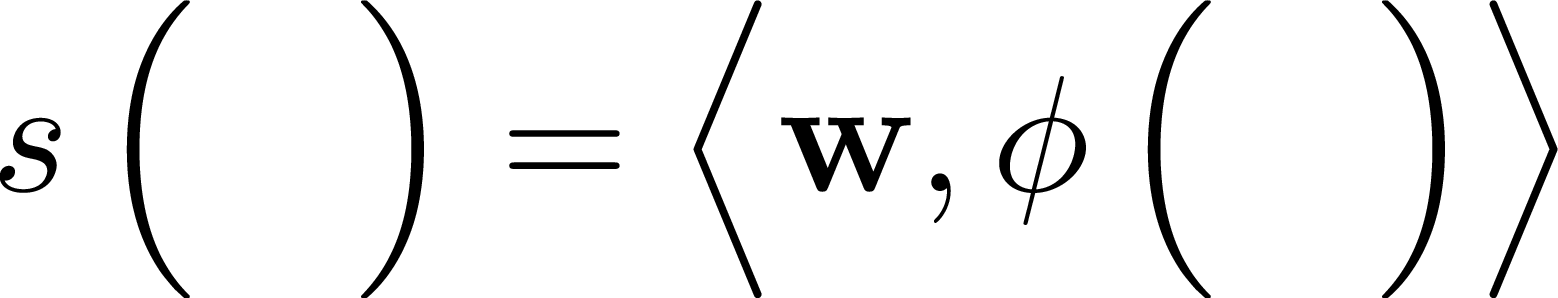 s ( ) = ⟨ w, ϕ ( ) ⟩